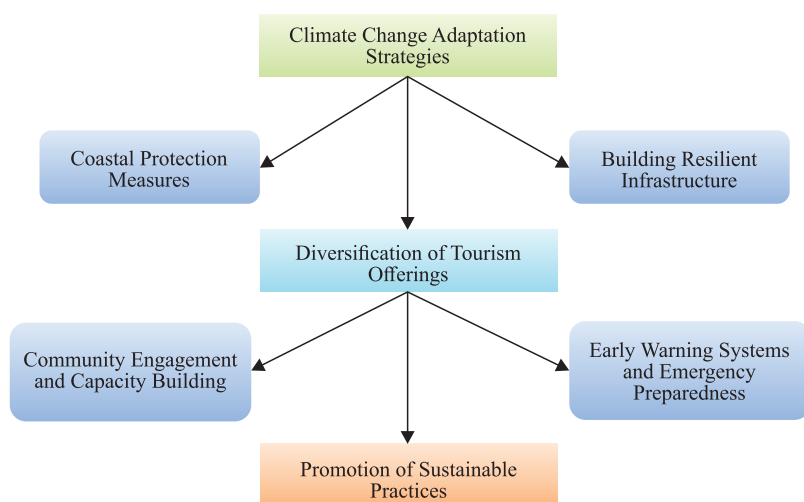 Climate Change Adaptation
Strategies
Coastal Protection
Measures
Building Resilient
Infrastructure
Diversification of Tourism
Offerings
Community Engagement
and Capacity Building
Early Warning Systems
and Emergency
Preparedness
Promotion of Sustainable
Practices